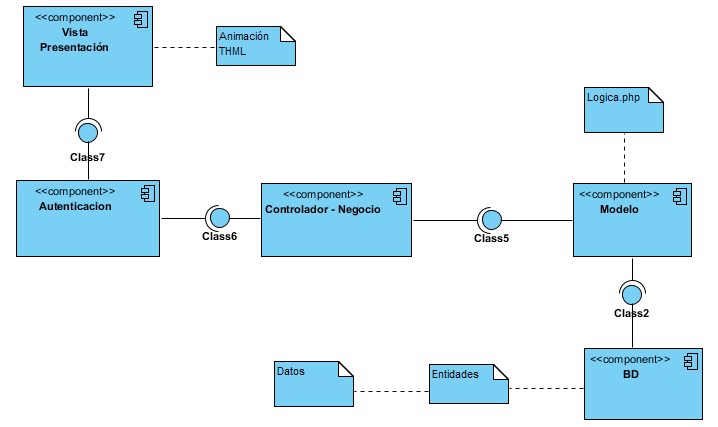 <<component>>
Vista
Presentación
Animación
THML
Class7
Logica.php
<<component>>
Autenticacion
Class6
<<component>>
Controlador - Negocio
Class5
<<component>>
Modelo
Class2
Datos
Entidades
<<component>>
BD